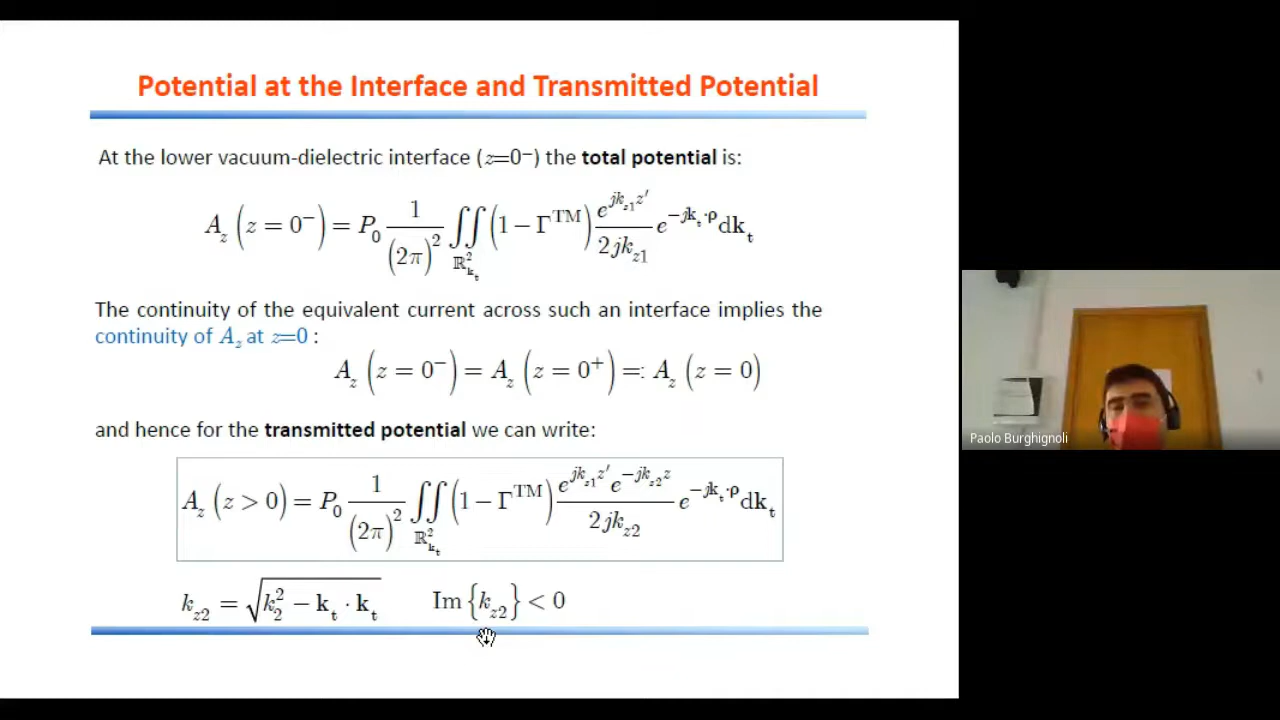 Potential at the Interface and Transmitted Potential
At the lower vacuum-dielectric interface (z=0⁻) the total potential is:
A_z (z = 0⁻) = P_0 1/(2π)² ∬_{ℝ²_{k_t}} (1 − Γ^TM) e^{jk_{z1}z′}/(2jk_{z1}) e^{−jk_t·ρ} dk_t
The continuity of the equivalent current across such an interface implies the
continuity of A_z at z=0 :
A_z (z = 0⁻) = A_z (z = 0⁺) =: A_z (z = 0)
and hence for the transmitted potential we can write:
A_z (z > 0) = P_0 1/(2π)² ∬_{ℝ²_{k_t}} (1 − Γ^TM) e^{jk_{z1}z′} e^{−jk_{z2}z}/(2jk_{z2}) e^{−jk_t·ρ} dk_t
k_{z2} = √(k_2² − k_t · k_t) Im {k_{z2}} < 0
Paolo Burghignoli